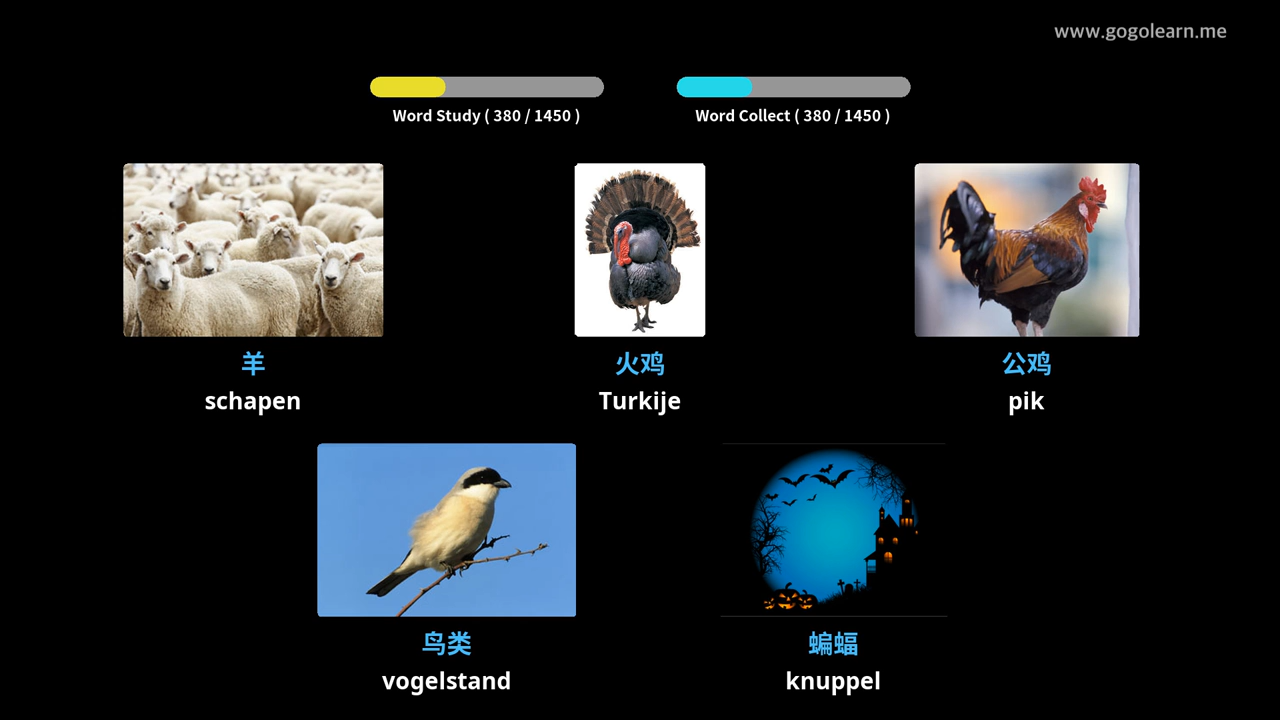 www.gogolearn.me
Word Study ( 380 / 1450 )
Word Collect ( 380 / 1450 )
羊
schapen
火鸡
Turkije
公鸡
pik
鸟类
vogelstand
蝙蝠
knuppel